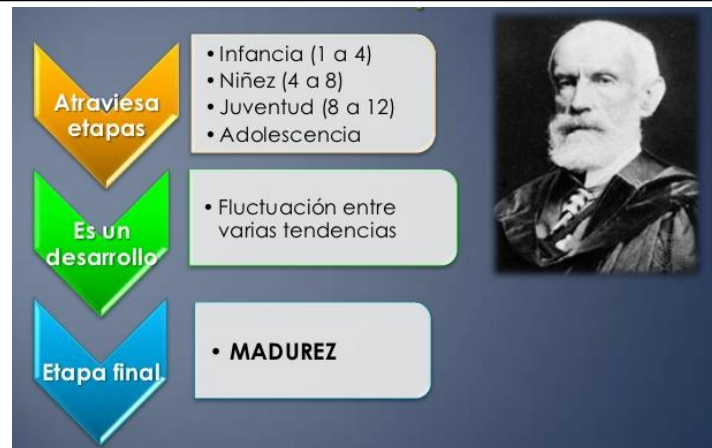 Atraviesa
etapas
• Infancia (1 a 4)
• Niñez (4 a 8)
• Juventud (8 a 12)
• Adolescencia
Es un
desarrollo
• Fluctuación entre
varias tendencias
Etapa final
• MADUREZ